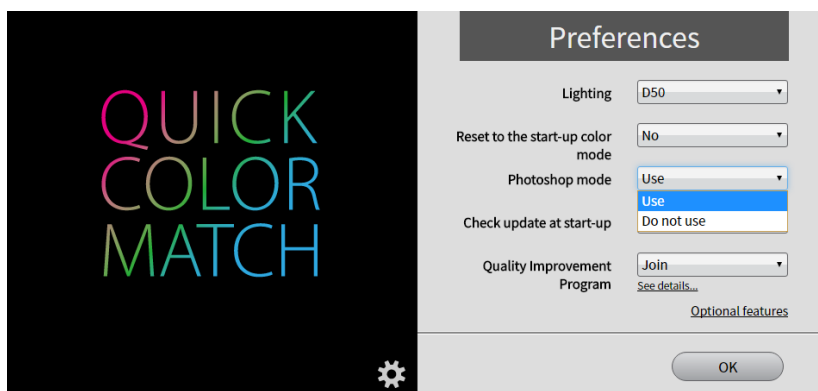 QUICK
COLOR
MATCH
Preferences
Lighting
D50
Reset to the start-up color
mode
No
Photoshop mode
Use
Use
Do not use
Check update at start-up
Quality Improvement
Program
Join
See details...
Optional features
OK